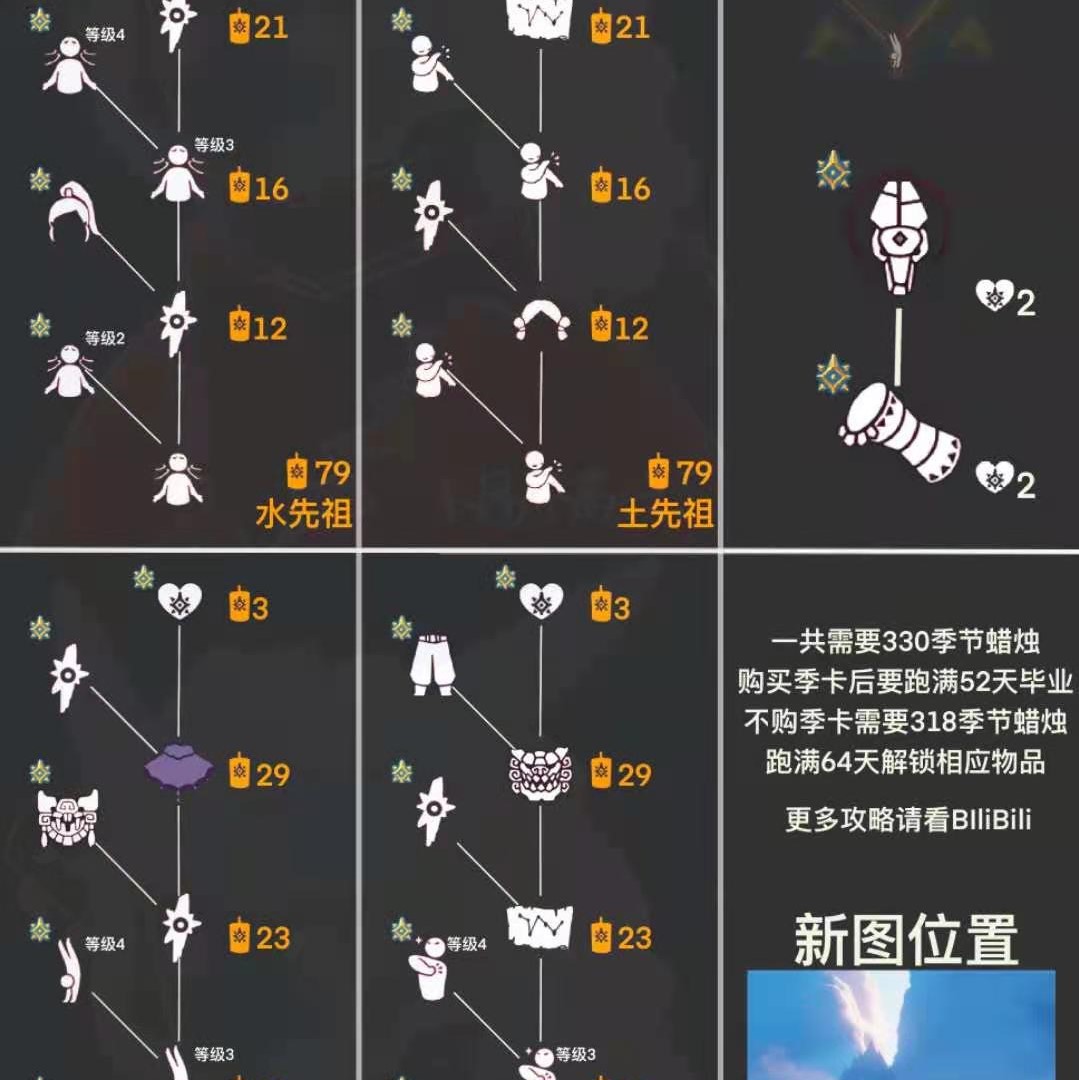 21
等级4
等级3
16
12
等级2
79
水先祖
21
16
12
79
土先祖
2
2
3
29
23
等级4
等级3
3
29
23
等级4
等级3
一共需要330季节蜡烛
购买季卡后要跑满52天毕业
不购季卡需要318季节蜡烛
跑满64天解锁相应物品
更多攻略请看BIliBili
新图位置